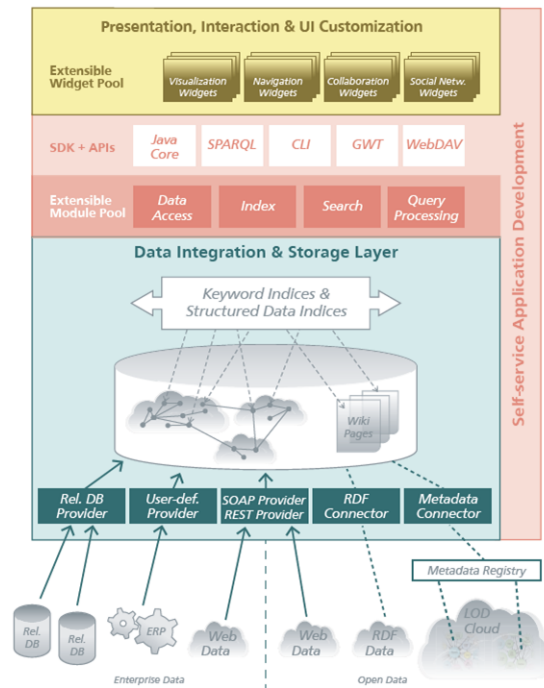 Presentation, Interaction & UI Customization
Extensible
Widget Pool
Visualization
Widgets
Navigation
Widgets
Collaboration
Widgets
Social Netw.
Widgets
SDK + APIs
Java
Core
SPARQL
CLI
GWT
WebDAV
Extensible
Module Pool
Data
Access
Index
Search
Query
Processing
Self-service Application Development
Data Integration & Storage Layer
Keyword Indices &
Structured Data Indices
Wiki
Pages
Rel. DB
Provider
User-def.
Provider
SOAP Provider
REST Provider
RDF
Connector
Metadata
Connector
Metadata Registry
Rel.
DB
Rel.
DB
ERP
Web
Data
Web
Data
RDF
Data
LOD
Cloud
Enterprise Data
Open Data